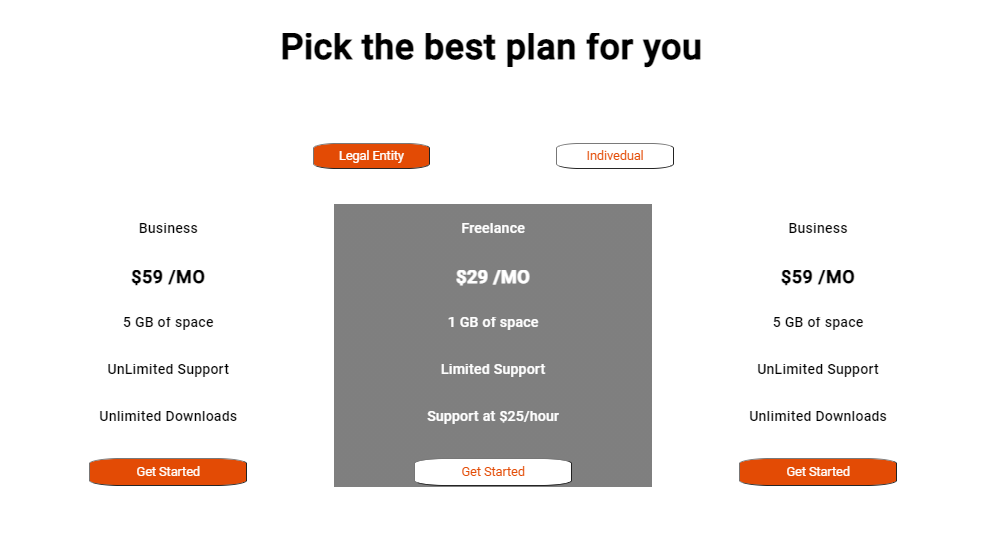 Pick the best plan for you
Legal Entity
Indivedual
Business
$59 /MO
5 GB of space
UnLimited Support
Unlimited Downloads
Get Started
Freelance
$29 /MO
1 GB of space
Limited Support
Support at $25/hour
Get Started
Business
$59 /MO
5 GB of space
UnLimited Support
Unlimited Downloads
Get Started